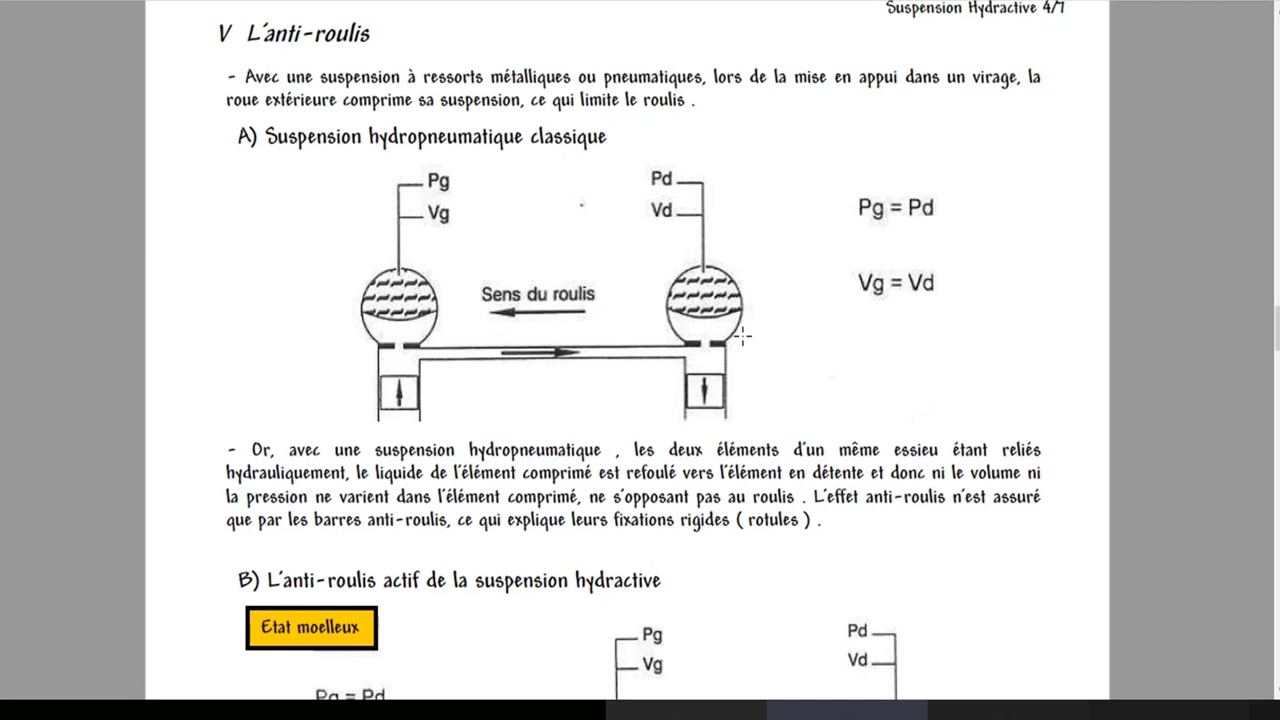 Suspension Hydractive 4/7
V L'anti-roulis
- Avec une suspension à ressorts métalliques ou pneumatiques, lors de la mise en appui dans un virage, la
roue extérieure comprime sa suspension, ce qui limite le roulis .
A) Suspension hydropneumatique classique
Pg
Vg
Pd
Vd
Pg = Pd
Vg = Vd
Sens du roulis
- Or, avec une suspension hydropneumatique , les deux éléments d'un même essieu étant reliés
hydrauliquement, le liquide de l'élément comprimé est refoulé vers l'élément en détente et donc ni le volume ni
la pression ne varient dans l'élément comprimé, ne s'opposant pas au roulis . L'effet anti-roulis n'est assuré
que par les barres anti-roulis, ce qui explique leurs fixations rigides ( rotules ) .
B) L'anti-roulis actif de la suspension hydractive
Etat moelleux
Pg
Vg
Pd
Vd
Pg = Pd